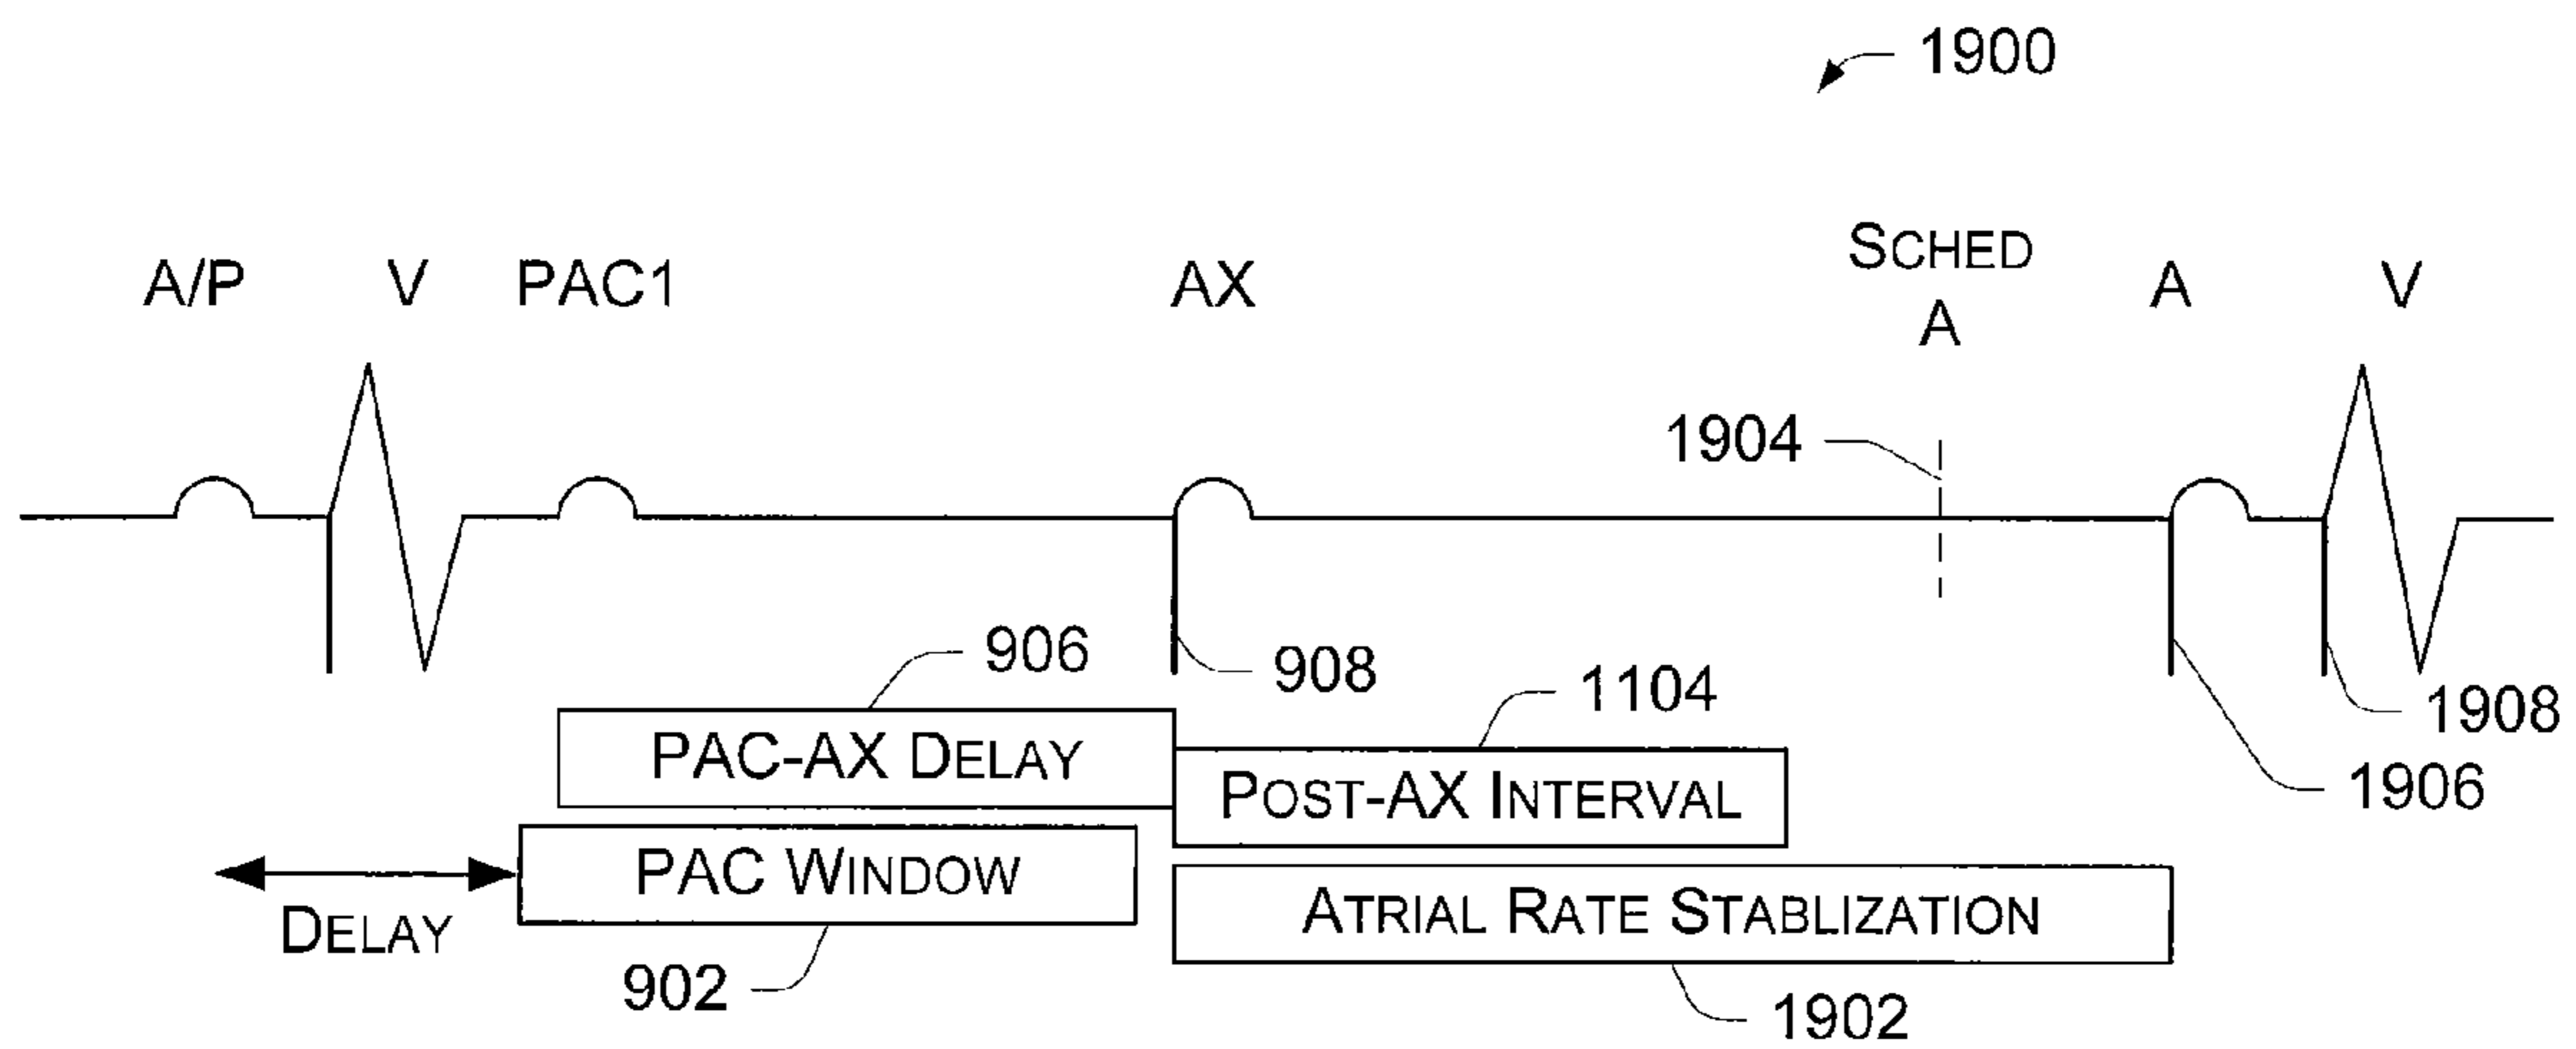 1900
SCHED
A/P V PAC1 AX A A V
1904
906 908 1104 1908
PAC-AX DELAY
POST-AX INTERVAL 1906
PAC WINDOW
DELAY ATRIAL RATE STABLIZATION
902 1902